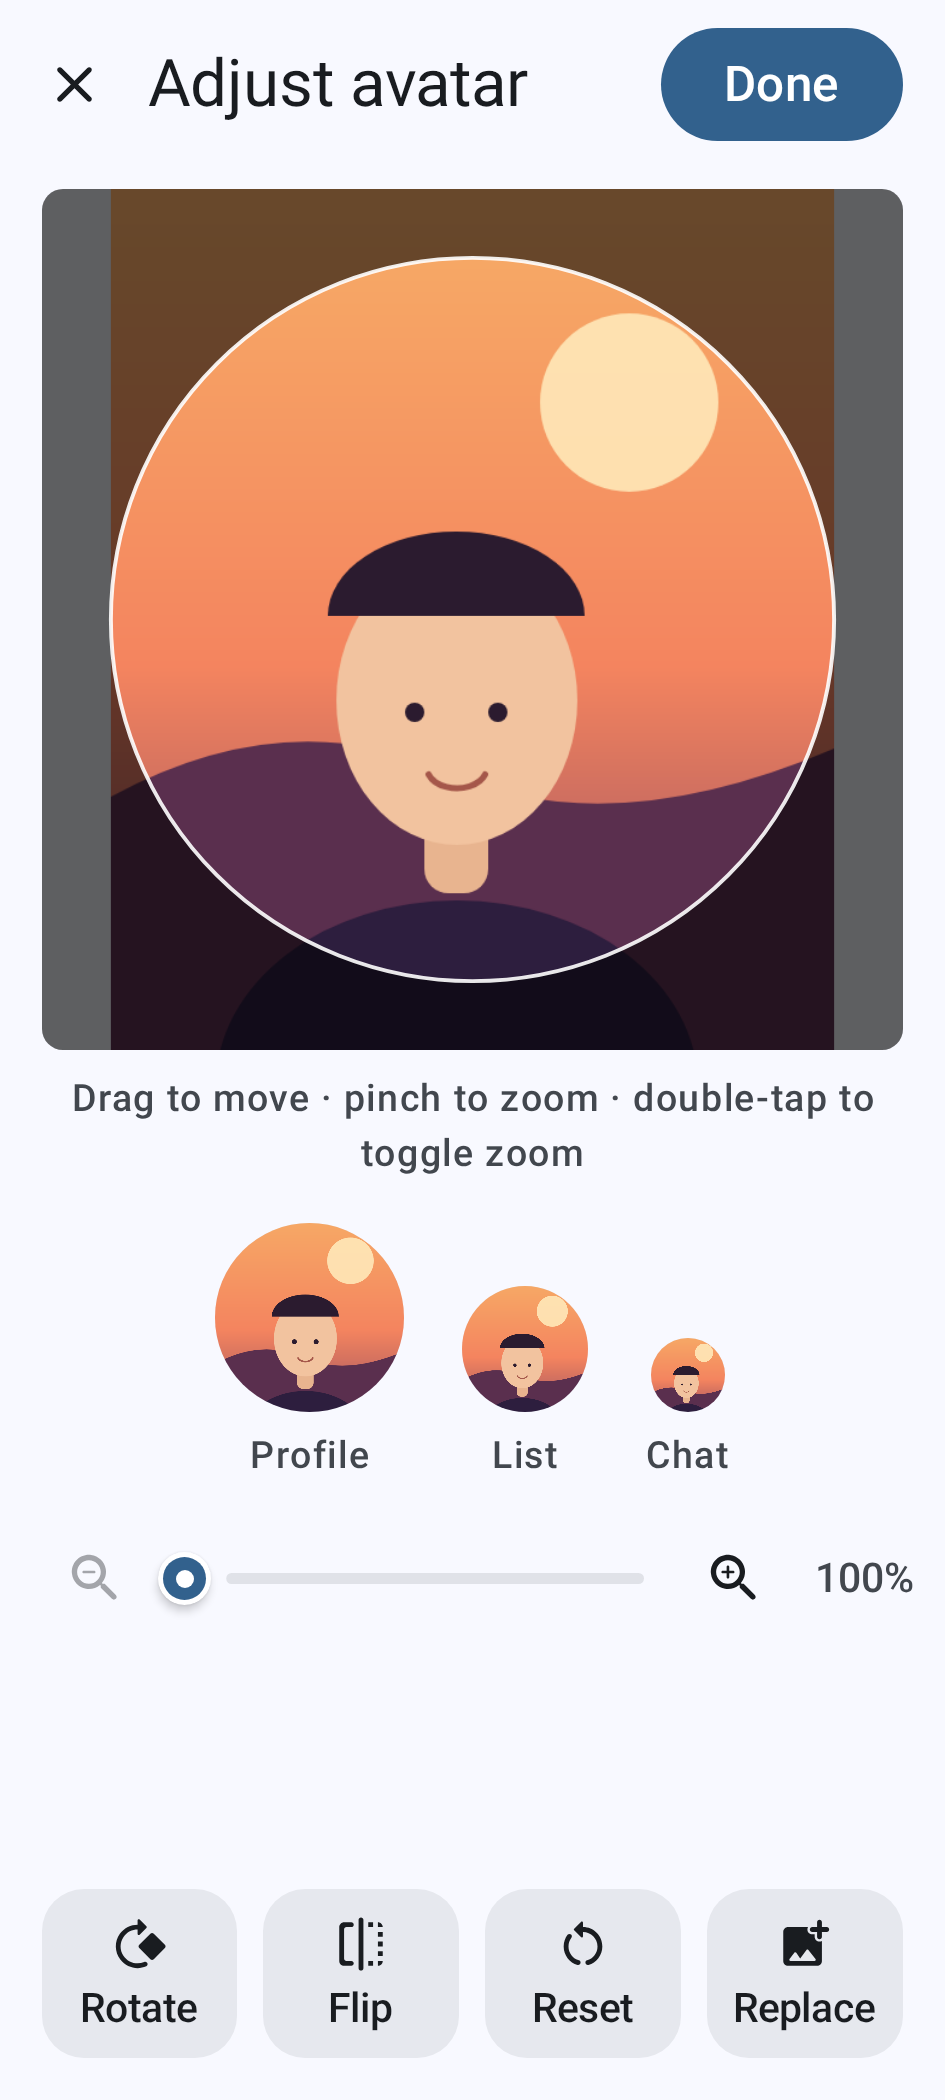 Adjust avatar
Done
Drag to move · pinch to zoom · double-tap to
toggle zoom
Profile
List
Chat
100%
Rotate
Flip
Reset
Replace